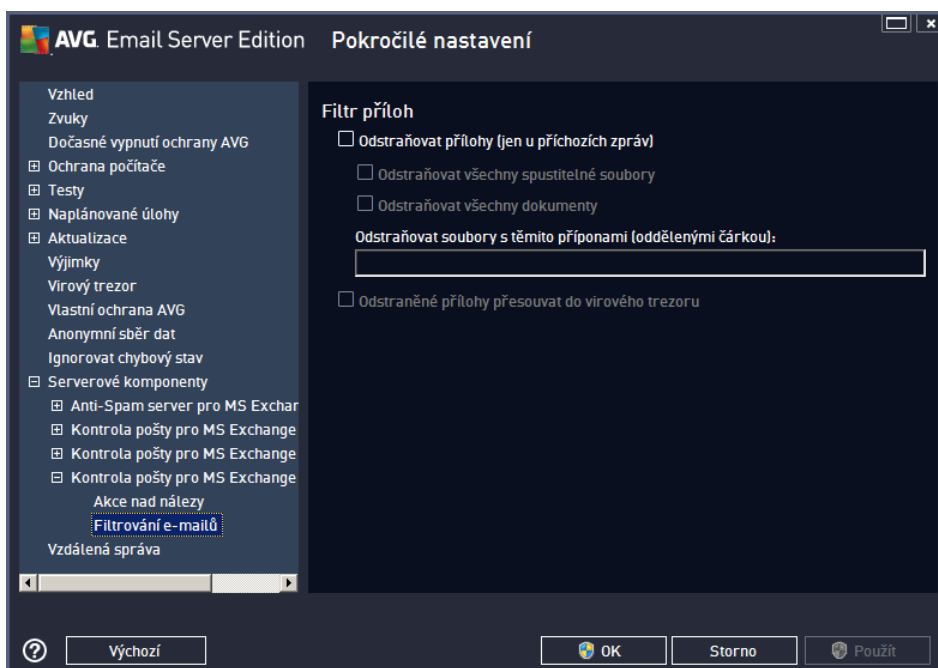 AVG. Email Server Edition Pokročilé nastavení
Vzhled
Zvuky
Dočasné vypnutí ochrany AVG
Ochrana počítače
Testy
Naplánované úlohy
Aktualizace
Výjimky
Virový trezor
Vlastní ochrana AVG
Anonymní sběr dat
Ignorovat chybový stav
Serverové komponenty
Anti-Spam server pro MS Exchar
Kontrola pošty pro MS Exchange
Kontrola pošty pro MS Exchange
Kontrola pošty pro MS Exchange
Akce nad nálezy
Filtrování e-mailů
Vzdálená správa
Filtr příloh
Odstraňovat přílohy (jen u příchozích zpráv)
Odstraňovat všechny spustitelné soubory
Odstraňovat všechny dokumenty
Odstraňovat soubory s těmito příponami (oddělenými čárkou):
Odstraněné přílohy přesouvat do virového trezoru
Výchozí
OK
Storno
Použít